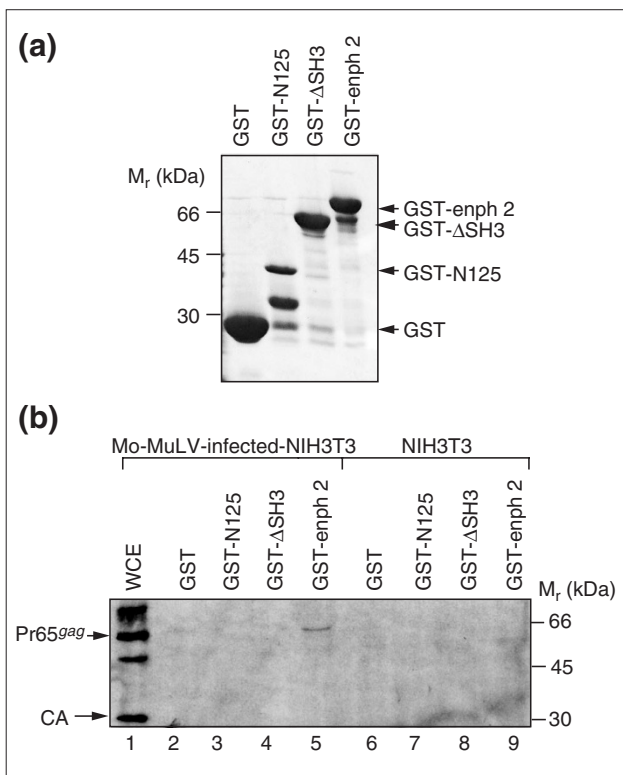 (a)
GST
GST-N125
GST-ΔSH3
GST-enph 2
Mr (kDa)
66
45
30
GST-enph 2
GST-ΔSH3
GST-N125
GST
(b)
Mo-MuLV-infected-NIH3T3 NIH3T3
WCE
GST
GST-N125
GST-ΔSH3
GST-enph 2
GST
GST-N125
GST-ΔSH3
GST-enph 2
Mr (kDa)
Pr65gag
CA
66
45
30
1 2 3 4 5 6 7 8 9